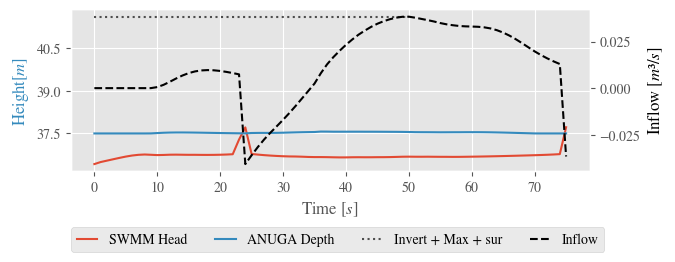 Height[m]
40.5
39.0
37.5
0.025
0.000
−0.025
Inflow [m³/s]
0 10 20 30 40 50 60 70
Time [s]
SWMM Head ANUGA Depth Invert + Max + sur Inflow